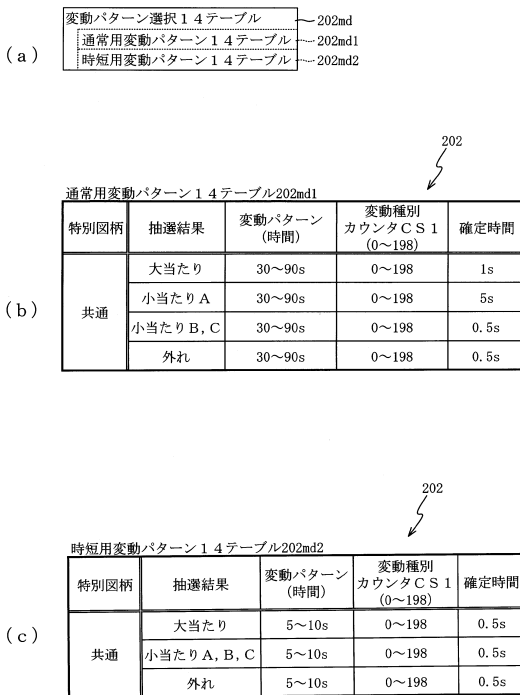 (a)
変動パターン選択14テーブル 202md
通常用変動パターン14テーブル 202md1
時短用変動パターン14テーブル 202md2
202
通常用変動パターン14テーブル202md1
(b)
特別図柄 抽選結果 変動パターン(時間) 変動種別カウンタCS1(0~198) 確定時間
共通
大当たり 30~90s 0~198 1s
小当たりA 30~90s 0~198 5s
小当たりB,C 30~90s 0~198 0.5s
外れ 30~90s 0~198 0.5s
202
時短用変動パターン14テーブル202md2
(c)
特別図柄 抽選結果 変動パターン(時間) 変動種別カウンタCS1(0~198) 確定時間
共通
大当たり 5~10s 0~198 0.5s
小当たりA,B,C 5~10s 0~198 0.5s
外れ 5~10s 0~198 0.5s